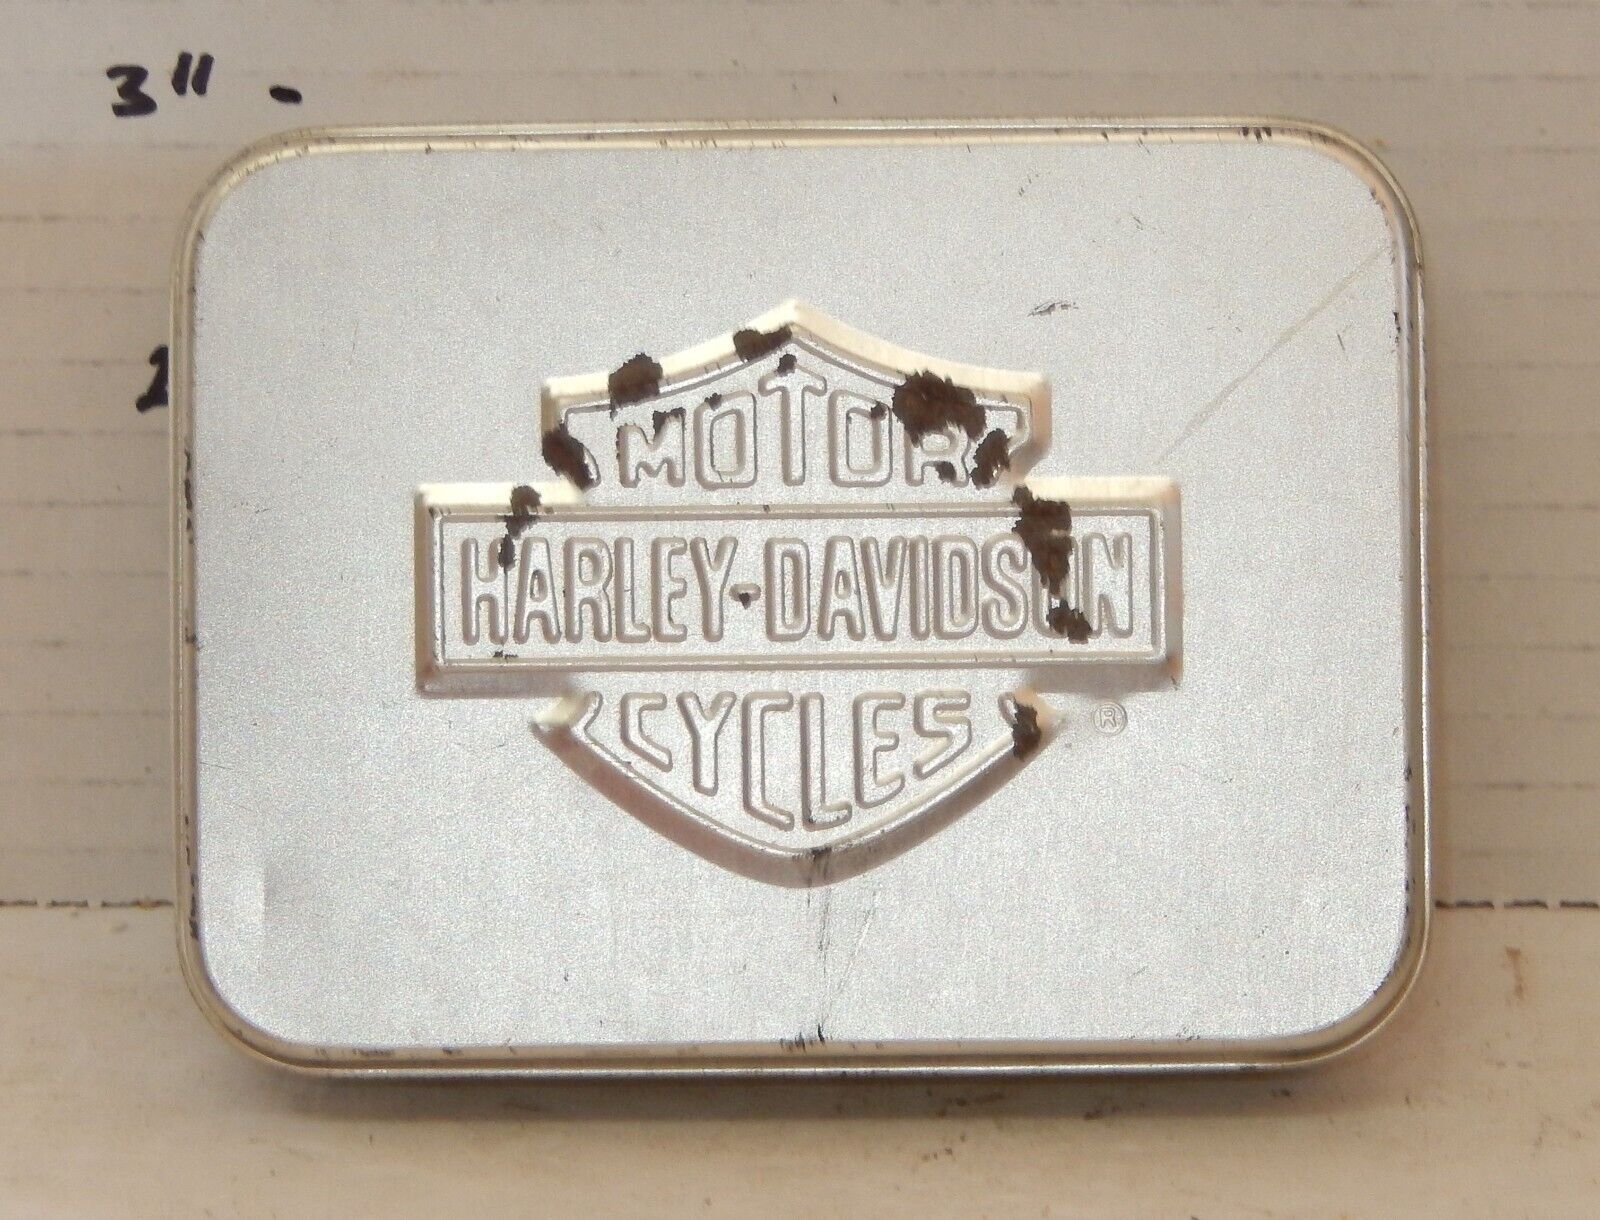 3" -
MOTOR
HARLEY-DAVIDSON
CYCLES
®